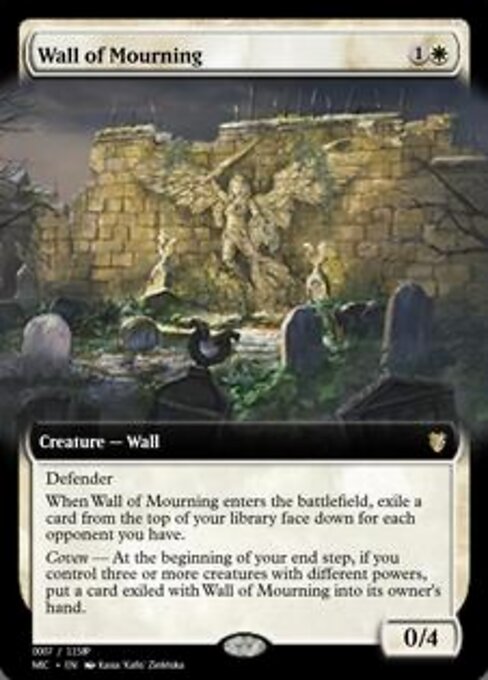 Wall of Mourning 1
Creature — Wall
Defender
When Wall of Mourning enters the battlefield, exile a
card from the top of your library face down for each
opponent you have.
Coven — At the beginning of your end step, if you
control three or more creatures with different powers,
put a card exiled with Wall of Mourning into its owner's
hand.
0/4
MIC • EN